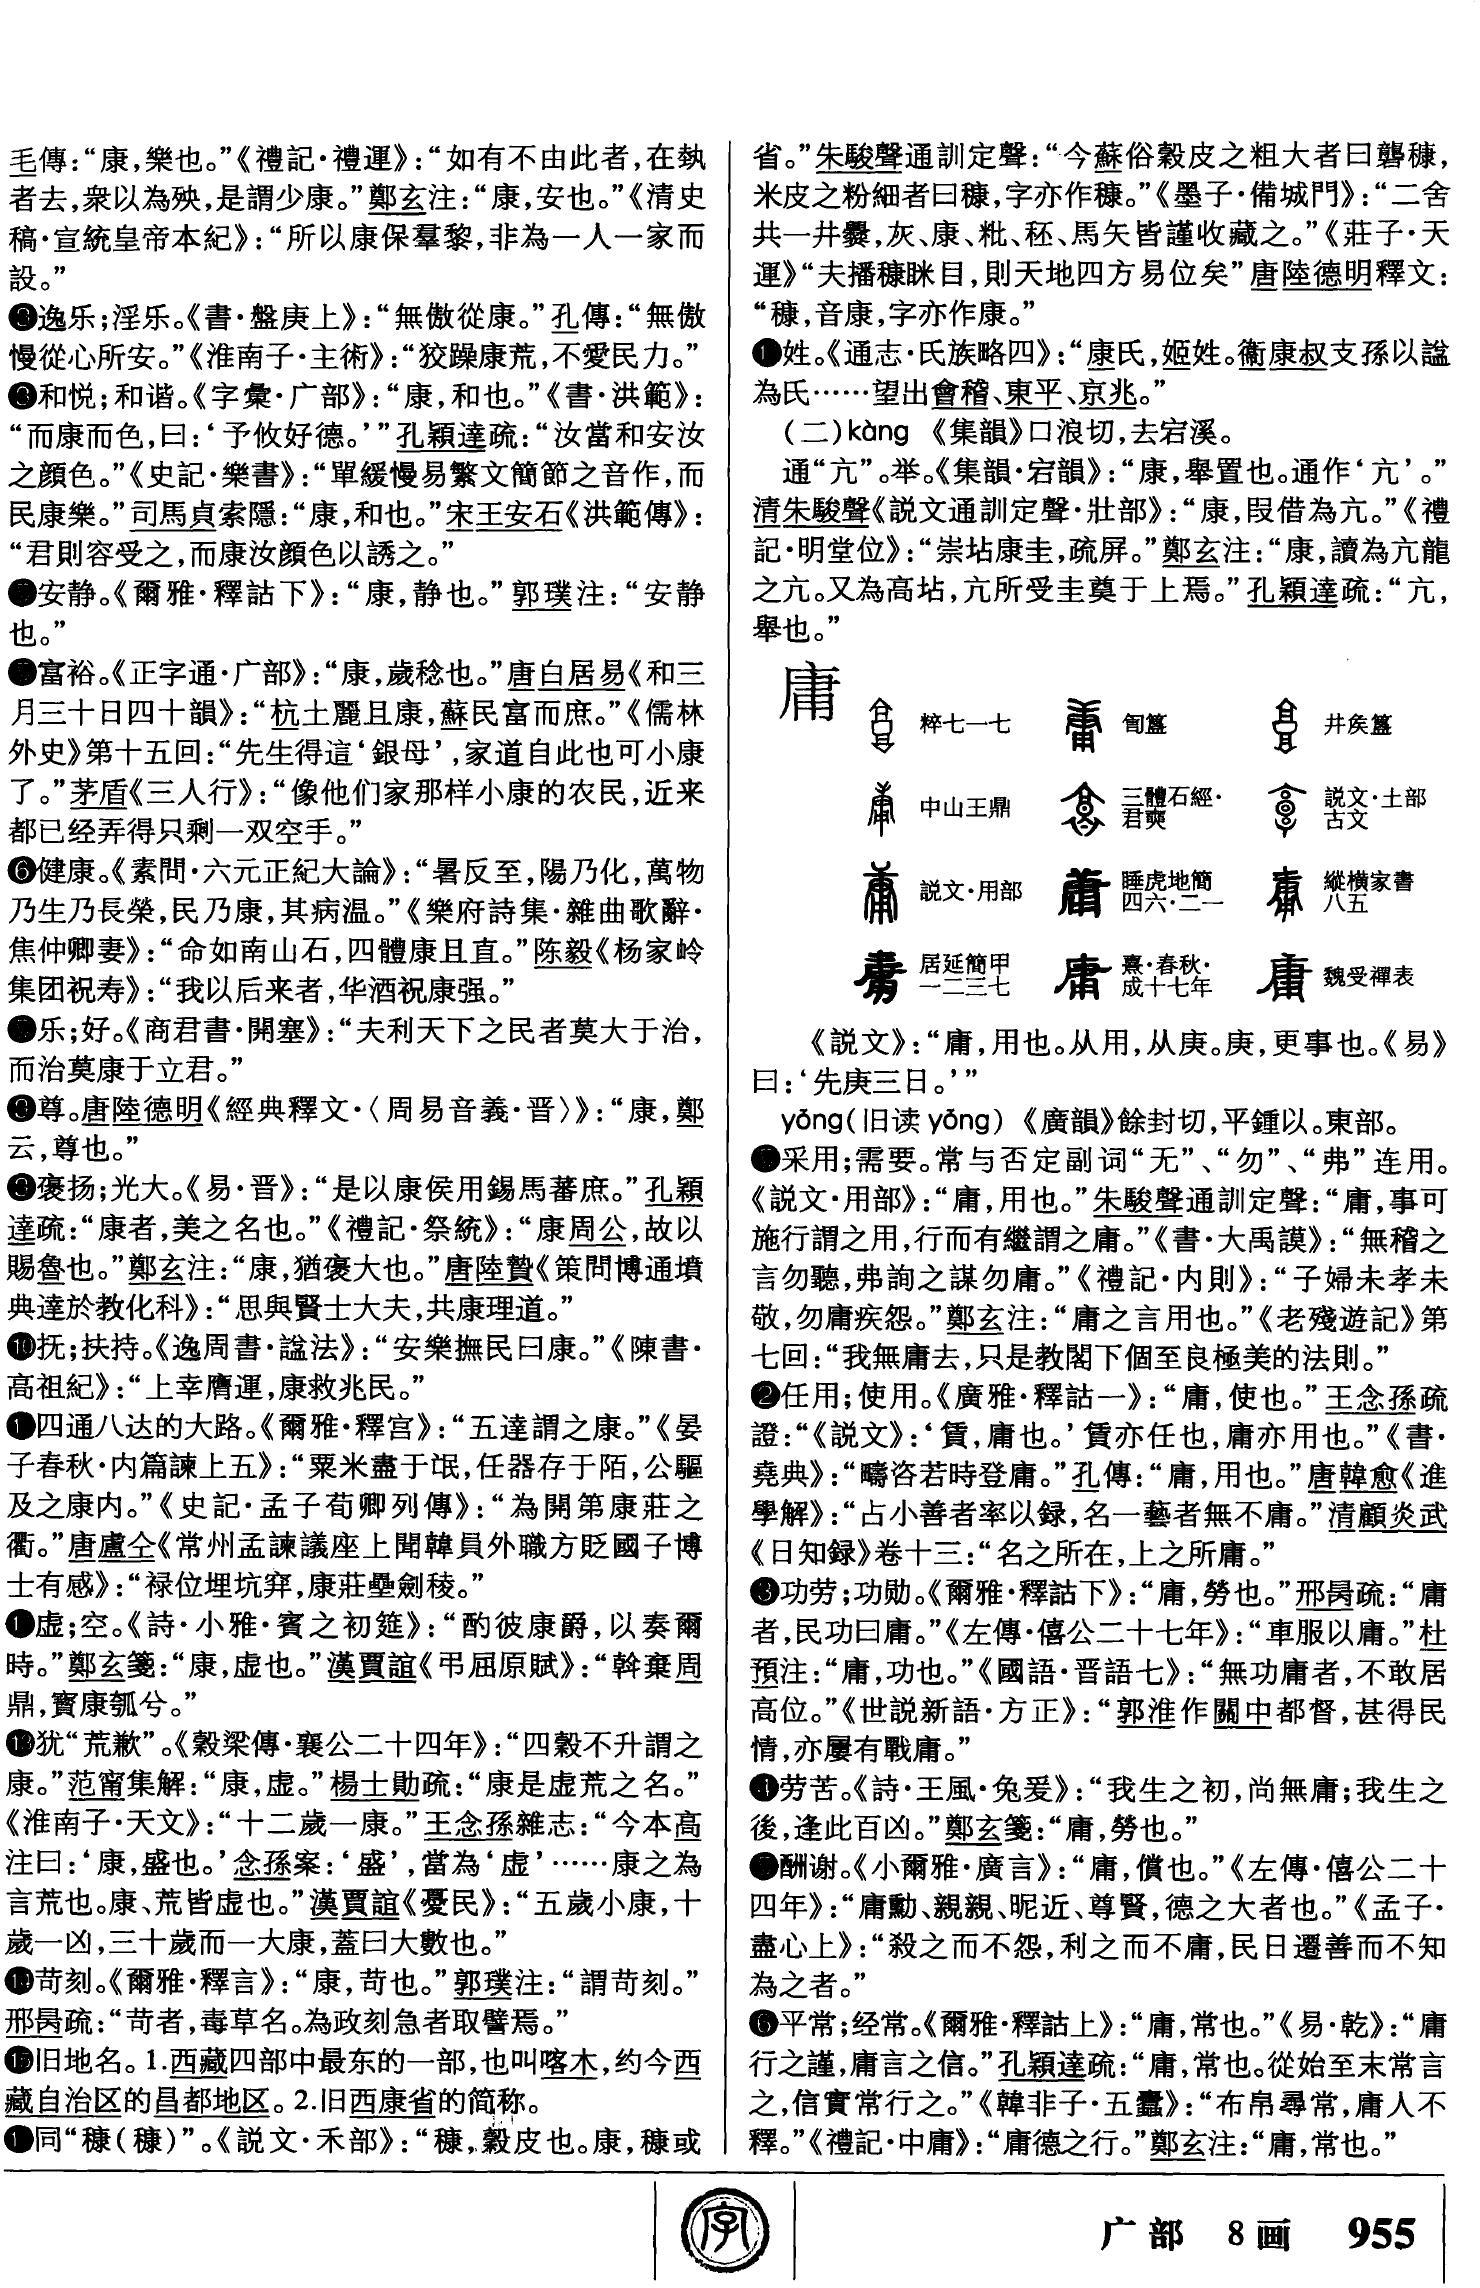 毛傳：“康，樂也。”《禮記·禮運》：“如有不由此者，在執
者去，衆以為殃，是謂少康。”鄭玄注：“康，安也。”《清史
稿·宣統皇帝本紀》：“所以康保羣黎，非為一人一家而
設。”
❸逸乐；淫乐。《書·盤庚上》：“無傲從康。”孔傳：“無傲
慢從心所安。”《淮南子·主術》：“狡躁康荒，不愛民力。”
❸和悦；和谐。《字彙·广部》：“康，和也。”《書·洪範》：
“而康而色，曰：‘予攸好德。’”孔穎達疏：“汝當和安汝
之顔色。”《史記·樂書》：“單緩慢易繁文簡節之音作，而
民康樂。”司馬貞索隱：“康，和也。”宋王安石《洪範傳》：
“君則容受之，而康汝顔色以誘之。”
安静。《爾雅·釋詁下》：“康，静也。”郭璞注：“安静
也。”
富裕。《正字通·广部》：“康，歲稔也。”唐白居易《和三
月三十日四十韻》：“杭土麗且康，蘇民富而庶。”《儒林
外史》第十五回：“先生得這‘銀母’，家道自此也可小康
了。”茅盾《三人行》：“像他们家那样小康的农民，近来
都已经弄得只剩一双空手。”
❻健康。《素問·六元正紀大論》：“暑反至，陽乃化，萬物
乃生乃長榮，民乃康，其病温。”《樂府詩集·雜曲歌辭·
焦仲卿妻》：“命如南山石，四體康且直。”陈毅《杨家岭
集团祝寿》：“我以后来者，华酒祝康强。”
乐；好。《商君書·開塞》：“夫利天下之民者莫大于治，
而治莫康于立君。”
尊。唐陸德明《經典釋文·〈周易音義·晋〉》：“康，鄭
云，尊也。”
褒扬；光大。《易·晋》：“是以康侯用錫馬蕃庶。”孔穎
達疏：“康者，美之名也。”《禮記·祭統》：“康周公，故以
賜魯也。”鄭玄注：“康，猶褒大也。”唐陸贄《策問博通墳
典達於教化科》：“思與賢士大夫，共康理道。”
❿抚；扶持。《逸周書·謚法》：“安樂撫民曰康。”《陳書·
高祖紀》：“上幸膺運，康救兆民。”
四通八达的大路。《爾雅·釋宫》：“五達謂之康。”《晏
子春秋·内篇諫上五》：“粟米盡于氓，任器存于陌，公驅
及之康内。”《史記·孟子荀卿列傳》：“為開第康莊之
衢。”唐盧仝《常州孟諫議座上聞韓員外職方貶國子博
士有感》：“禄位埋坑穽，康莊壘劍稜。”
虚；空。《詩·小雅·賓之初筵》：“酌彼康爵，以奏爾
時。”鄭玄箋：“康，虚也。”漢賈誼《弔屈原賦》：“斡棄周
鼎，寶康瓠兮。”
犹“荒歉”。《穀梁傳·襄公二十四年》：“四穀不升謂之
康。”范甯集解：“康，虚。”楊士勛疏：“康是虚荒之名。”
《淮南子·天文》：“十二歲一康。”王念孫雜志：“今本高
注曰：‘康，盛也。’念孫案：‘盛’，當為‘虚’……康之為
言荒也。康、荒皆虚也。”漢賈誼《憂民》：“五歲小康，十
歲一凶，三十歲而一大康，蓋曰大數也。”
苛刻。《爾雅·釋言》：“康，苛也。”郭璞注：“謂苛刻。”
邢昺疏：“苛者，毒草名。為政刻急者取譬焉。”
旧地名。1.西藏四部中最东的一部，也叫喀木，约今西
藏自治区的昌都地区。2.旧西康省的简称。
同“穅（糠）”。《説文·禾部》：“穅，穀皮也。康，穅或
省。”朱駿聲通訓定聲：“今蘇俗穀皮之粗大者曰礱穅，
米皮之粉細者曰穅，字亦作糠。”《墨子·備城門》：“二舍
共一井爨，灰、康、粃、秠、馬矢皆謹收藏之。”《莊子·天
運》“夫播穅眯目，則天地四方易位矣”唐陸德明釋文：
“穅，音康，字亦作康。”
姓。《通志·氏族略四》：“康氏，姬姓。衞康叔支孫以謚
為氏……望出會稽、東平、京兆。”
（二）kàng 《集韻》口浪切，去宕溪。
通“亢”。举。《集韻·宕韻》：“康，舉置也。通作‘亢’。”
清朱駿聲《説文通訓定聲·壯部》：“康，叚借為亢。”《禮
記·明堂位》：“崇坫康圭，疏屏。”鄭玄注：“康，讀為亢龍
之亢。又為高坫，亢所受圭奠于上焉。”孔穎達疏：“亢，
舉也。”
庸
粹七一七 訇簋 井矦簋
中山王鼎 三體石經·君奭 説文·土部古文
説文·用部 睡虎地簡四六·二一 縱横家書八五
居延簡甲一二三七 熹·春秋·成十七年 魏受禪表
《説文》：“庸，用也。从用，从庚。庚，更事也。《易》
曰：‘先庚三日。’”
yōng（旧读 yóng） 《廣韻》餘封切，平鍾以。東部。
采用；需要。常与否定副词“无”、“勿”、“弗”连用。
《説文·用部》：“庸，用也。”朱駿聲通訓定聲：“庸，事可
施行謂之用，行而有繼謂之庸。”《書·大禹謨》：“無稽之
言勿聽，弗詢之謀勿庸。”《禮記·内則》：“子婦未孝未
敬，勿庸疾怨。”鄭玄注：“庸之言用也。”《老殘遊記》第
七回：“我無庸去，只是教閣下個至良極美的法則。”
❷任用；使用。《廣雅·釋詁一》：“庸，使也。”王念孫疏
證：“《説文》：‘賃，庸也。’賃亦任也，庸亦用也。”《書·
堯典》：“疇咨若時登庸。”孔傳：“庸，用也。”唐韓愈《進
學解》：“占小善者率以録，名一藝者無不庸。”清顧炎武
《日知録》卷十三：“名之所在，上之所庸。”
❸功劳；功勋。《爾雅·釋詁下》：“庸，勞也。”邢昺疏：“庸
者，民功曰庸。”《左傳·僖公二十七年》：“車服以庸。”杜
預注：“庸，功也。”《國語·晋語七》：“無功庸者，不敢居
高位。”《世説新語·方正》：“郭淮作關中都督，甚得民
情，亦屢有戰庸。”
❹劳苦。《詩·王風·兔爰》：“我生之初，尚無庸；我生之
後，逢此百凶。”鄭玄箋：“庸，勞也。”
酬谢。《小爾雅·廣言》：“庸，償也。”《左傳·僖公二十
四年》：“庸勳、親親、昵近、尊賢，德之大者也。”《孟子·
盡心上》：“殺之而不怨，利之而不庸，民日遷善而不知
為之者。”
❻平常；经常。《爾雅·釋詁上》：“庸，常也。”《易·乾》：“庸
行之謹，庸言之信。”孔穎達疏：“庸，常也。從始至末常言
之，信實常行之。”《韓非子·五蠹》：“布帛尋常，庸人不
釋。”《禮記·中庸》：“庸德之行。”鄭玄注：“庸，常也。”
字
广部 8画 955